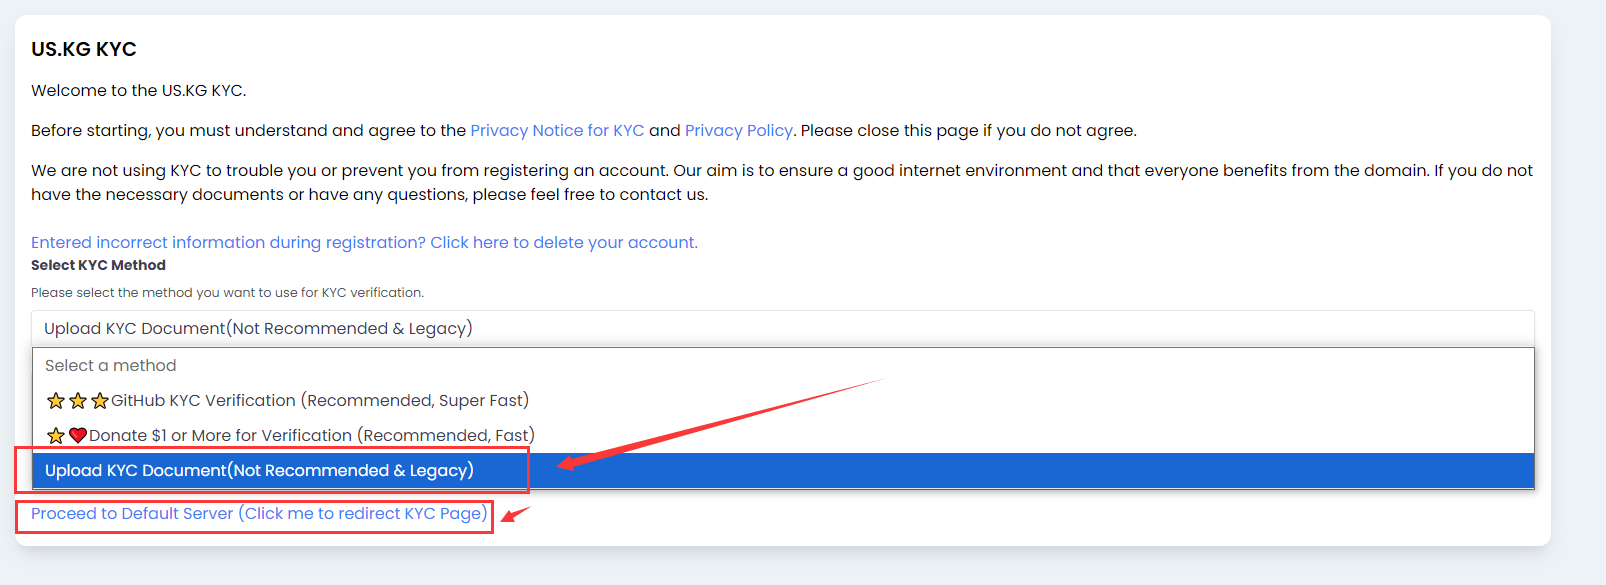 US.KG KYC
Welcome to the US.KG KYC.
Before starting, you must understand and agree to the Privacy Notice for KYC and Privacy Policy. Please close this page if you do not agree.
We are not using KYC to trouble you or prevent you from registering an account. Our aim is to ensure a good internet environment and that everyone benefits from the domain. If you do not
have the necessary documents or have any questions, please feel free to contact us.
Entered incorrect information during registration? Click here to delete your account.
Select KYC Method
Please select the method you want to use for KYC verification.
Upload KYC Document(Not Recommended & Legacy)
Select a method
⭐⭐⭐GitHub KYC Verification (Recommended, Super Fast)
⭐❤️Donate $1 or More for Verification (Recommended, Fast)
Upload KYC Document(Not Recommended & Legacy)
Proceed to Default Server (Click me to redirect KYC Page)